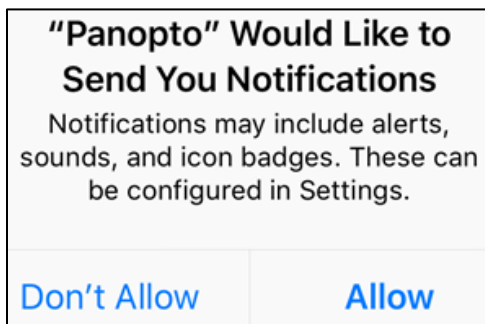 “Panopto” Would Like to
Send You Notifications
Notifications may include alerts,
sounds, and icon badges. These can
be configured in Settings.
Don’t Allow
Allow